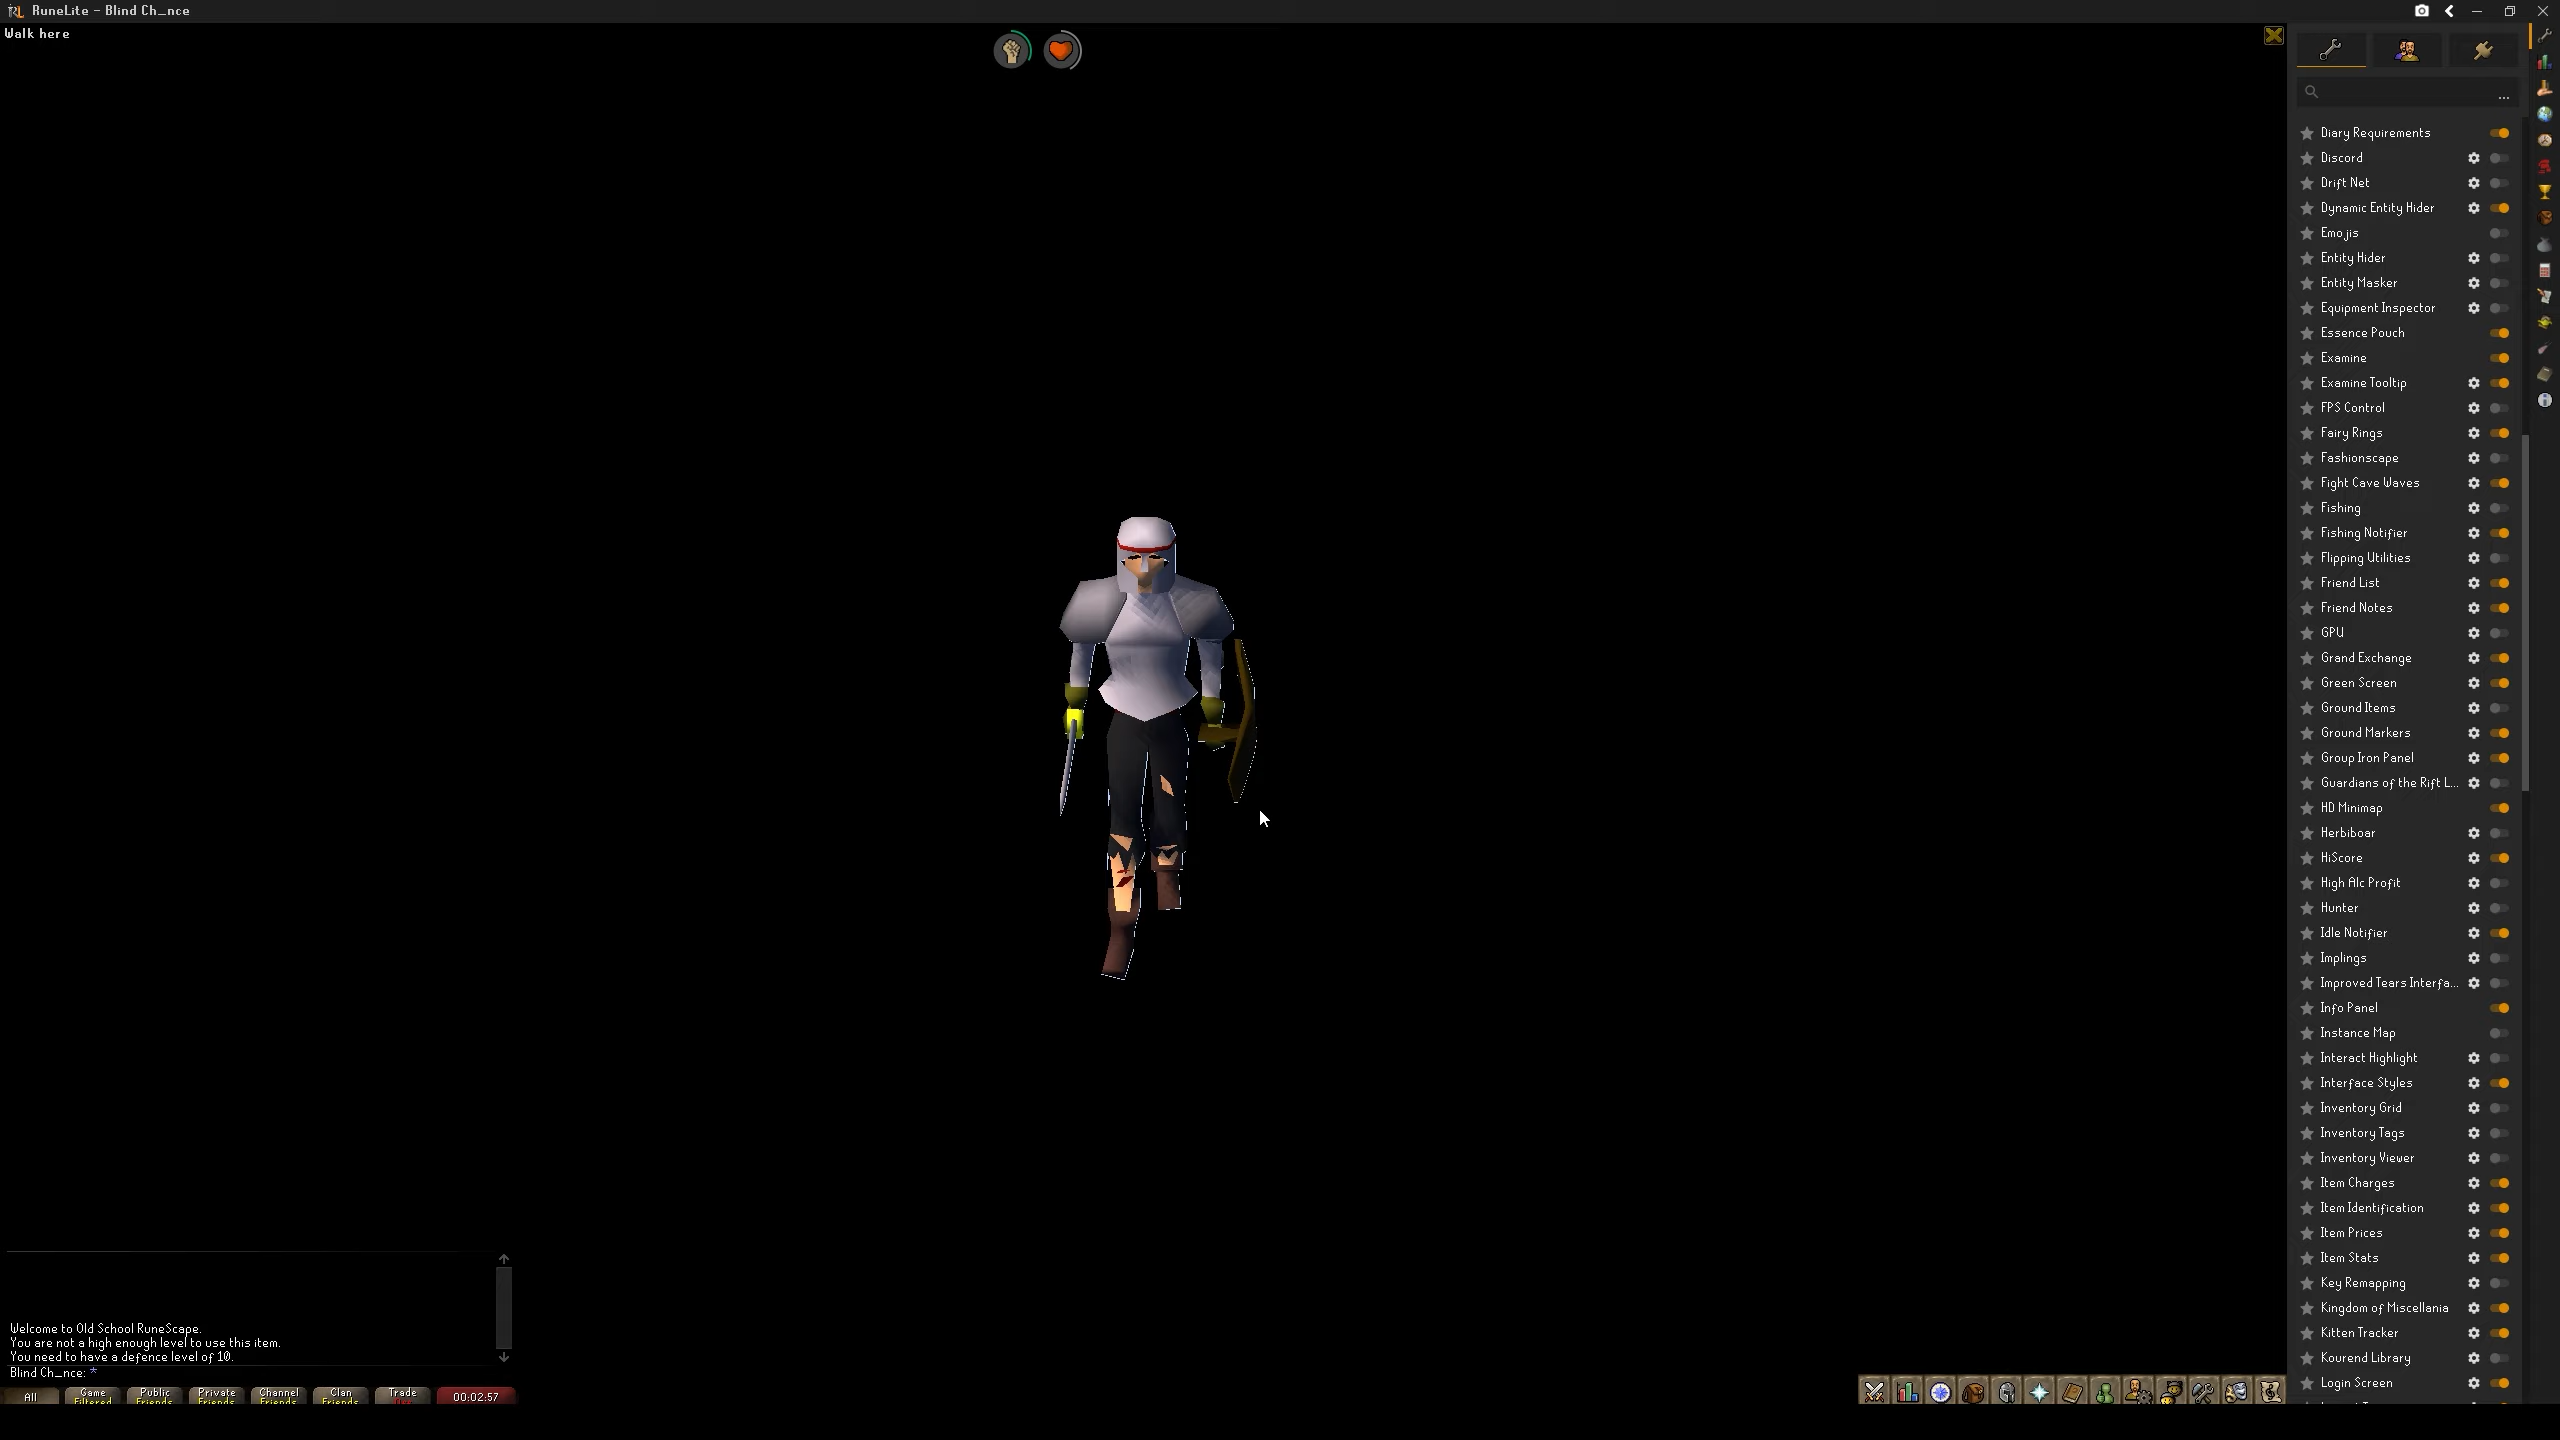 RuneLite - Blind Ch_nce
Walk here
...
Diary Requirements
Discord
Drift Net
Dynamic Entity Hider
Emojis
Entity Hider
Entity Masker
Equipment Inspector
Essence Pouch
Examine
Examine Tooltip
FPS Control
Fairy Rings
Fashionscape
Fight Cave Waves
Fishing
Fishing Notifier
Flipping Utilities
Friend List
Friend Notes
GPU
Grand Exchange
Green Screen
Ground Items
Ground Markers
Group Iron Panel
Guardians of the Rift L...
HD Minimap
Herbiboar
HiScore
High Alc Profit
Hunter
Idle Notifier
Implings
Improved Tears Interfa...
Info Panel
Instance Map
Interact Highlight
Interface Styles
Inventory Grid
Inventory Tags
Inventory Viewer
Item Charges
Item Identification
Item Prices
Item Stats
Key Remapping
Kingdom of Miscellania
Kitten Tracker
Kourend Library
Login Screen
Welcome to Old School RuneScape.
You are not a high enough level to use this item.
You need to have a defence level of 10.
Blind Ch_nce: *
All Game Public Private Channel Clan Trade 00:02:57
Filtered Friends Friends Friends Friends